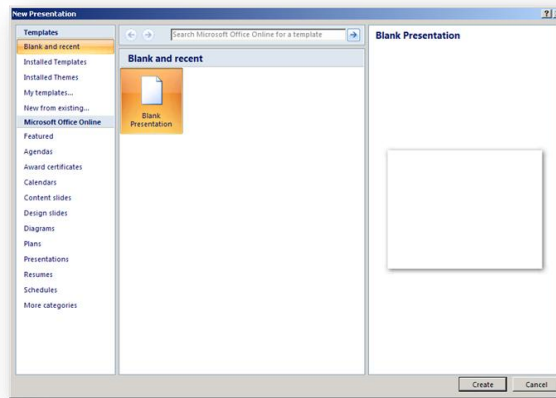 New Presentation
Templates
Blank and recent
Installed Templates
Installed Themes
My templates...
New from existing...
Microsoft Office Online
Featured
Agendas
Award certificates
Calendars
Content slides
Design slides
Diagrams
Plans
Presentations
Resumes
Schedules
More categories
Search Microsoft Office Online for a template
Blank and recent
Blank
Presentation
Blank Presentation
Create
Cancel